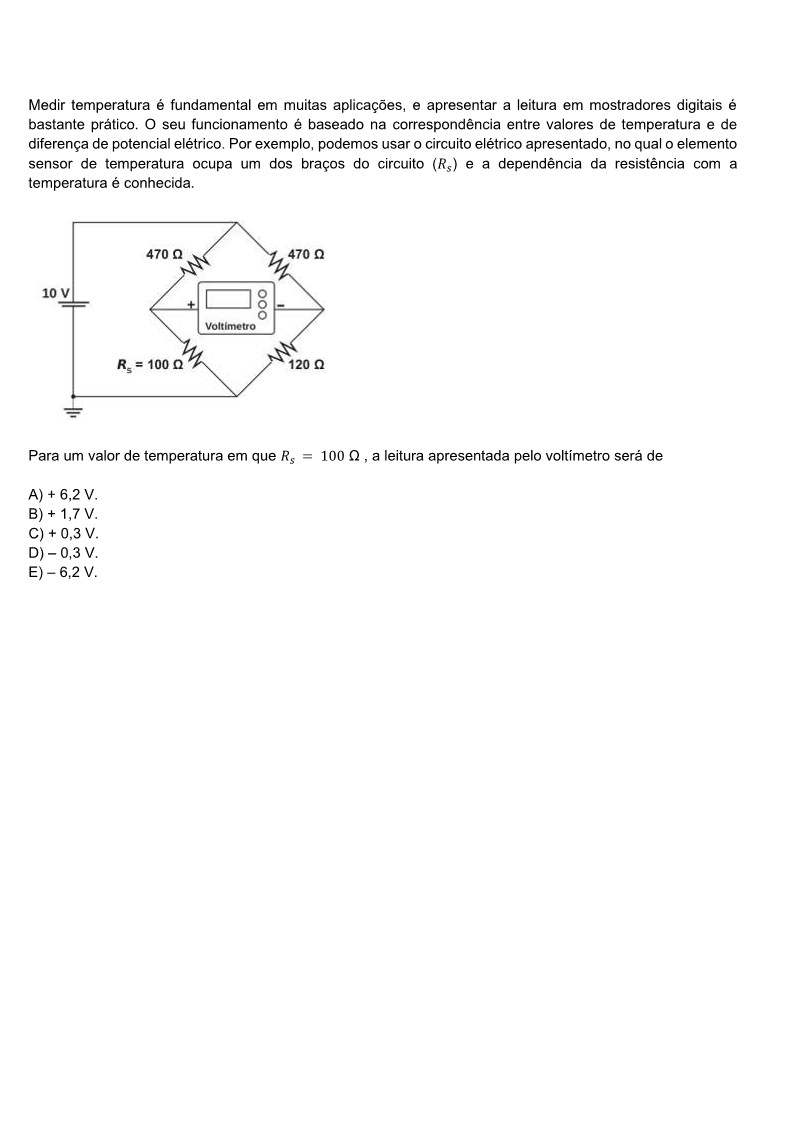 Medir temperatura é fundamental em muitas aplicações, e apresentar a leitura em mostradores digitais é
bastante prático. O seu funcionamento é baseado na correspondência entre valores de temperatura e de
diferença de potencial elétrico. Por exemplo, podemos usar o circuito elétrico apresentado, no qual o elemento
sensor de temperatura ocupa um dos braços do circuito (Rₛ) e a dependência da resistência com a
temperatura é conhecida.
470 Ω
470 Ω
10 V
+
–
Voltímetro
Rₛ = 100 Ω
120 Ω
Para um valor de temperatura em que Rₛ = 100 Ω , a leitura apresentada pelo voltímetro será de
A) + 6,2 V.
B) + 1,7 V.
C) + 0,3 V.
D) – 0,3 V.
E) – 6,2 V.